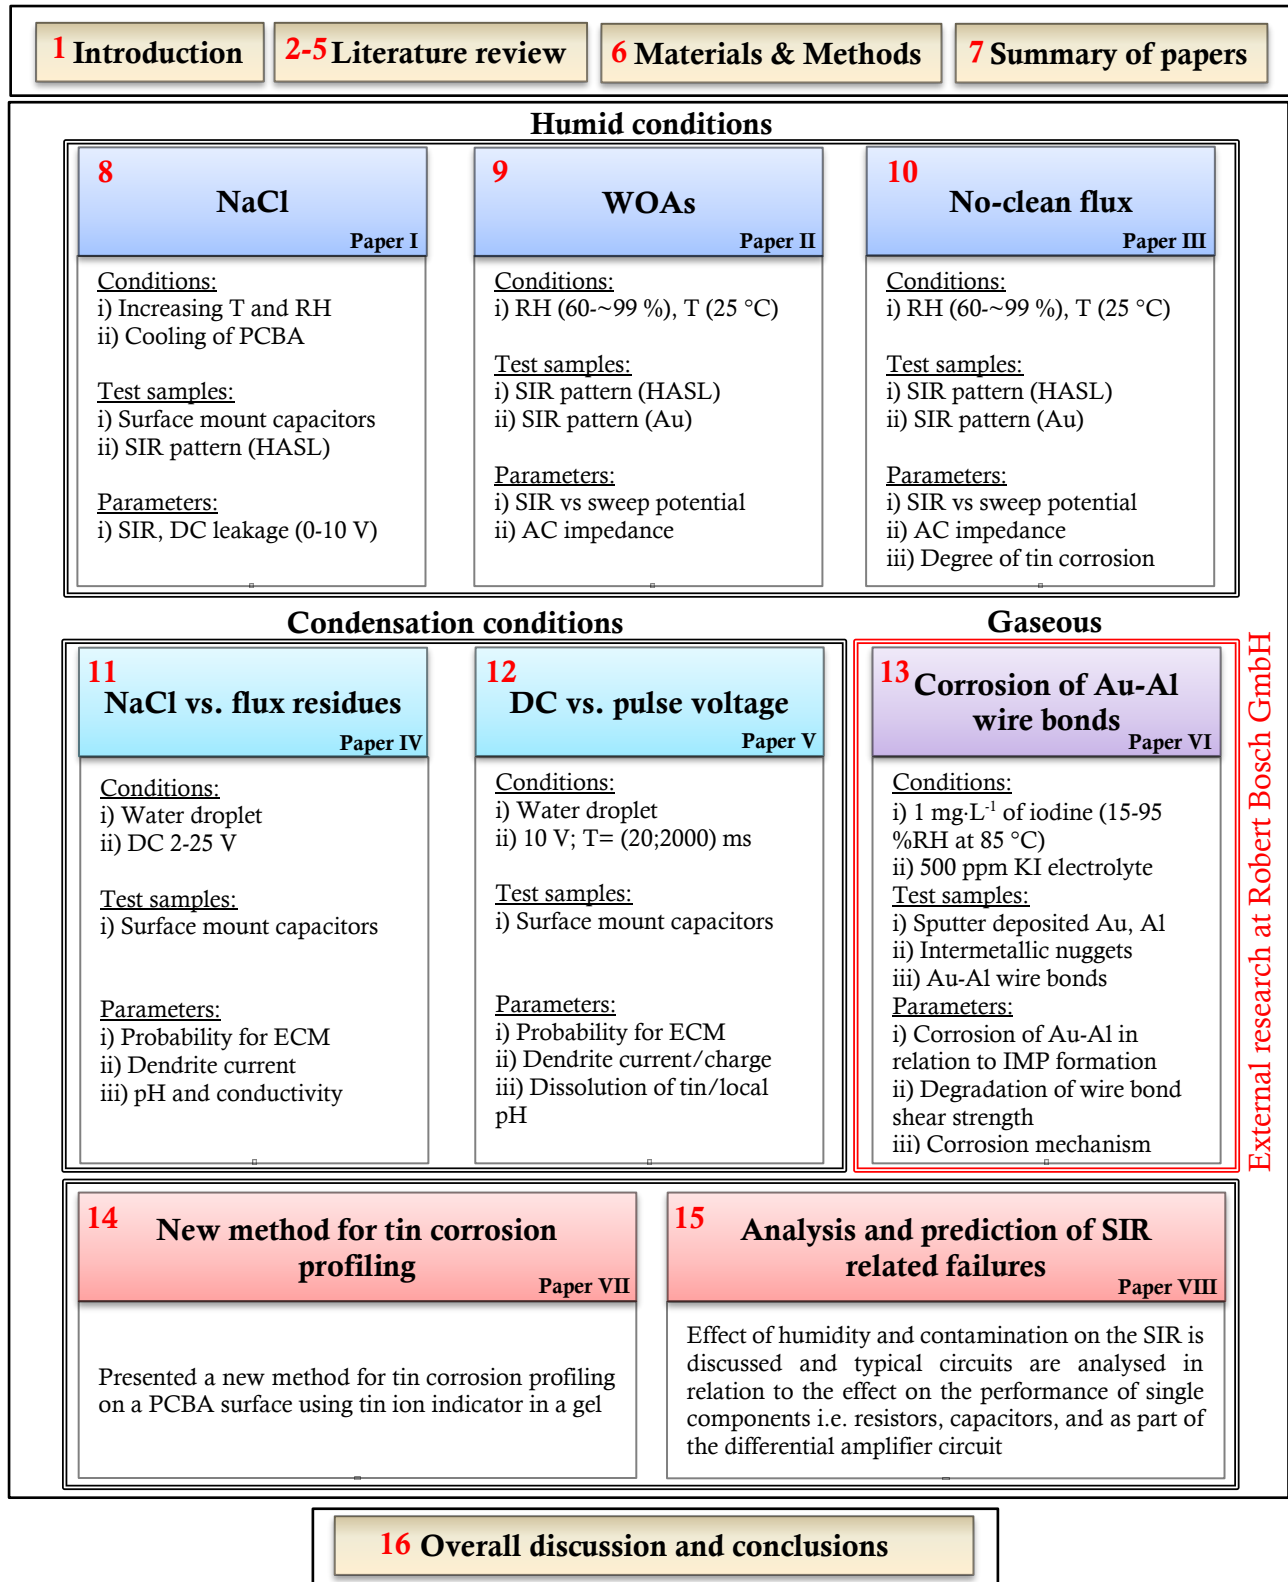 1 Introduction
2-5 Literature review
6 Materials & Methods
7 Summary of papers
Humid conditions
8
NaCl
Paper I
Conditions:
i) Increasing T and RH
ii) Cooling of PCBA
Test samples:
i) Surface mount capacitors
ii) SIR pattern (HASL)
Parameters:
i) SIR, DC leakage (0-10 V)
9
WOAs
Paper II
Conditions:
i) RH (60-~99 %), T (25 °C)
Test samples:
i) SIR pattern (HASL)
ii) SIR pattern (Au)
Parameters:
i) SIR vs sweep potential
ii) AC impedance
10
No-clean flux
Paper III
Conditions:
i) RH (60-~99 %), T (25 °C)
Test samples:
i) SIR pattern (HASL)
ii) SIR pattern (Au)
Parameters:
i) SIR vs sweep potential
ii) AC impedance
iii) Degree of tin corrosion
Condensation conditions
11
NaCl vs. flux residues
Paper IV
Conditions:
i) Water droplet
ii) DC 2-25 V
Test samples:
i) Surface mount capacitors
Parameters:
i) Probability for ECM
ii) Dendrite current
iii) pH and conductivity
12
DC vs. pulse voltage
Paper V
Conditions:
i) Water droplet
ii) 10 V; T= (20;2000) ms
Test samples:
i) Surface mount capacitors
Parameters:
i) Probability for ECM
ii) Dendrite current/charge
iii) Dissolution of tin/local
pH
Gaseous
13 Corrosion of Au-Al
wire bonds
Paper VI
Conditions:
i) 1 mg·L⁻¹ of iodine (15-95
%RH at 85 °C)
ii) 500 ppm KI electrolyte
Test samples:
i) Sputter deposited Au, Al
ii) Intermetallic nuggets
iii) Au-Al wire bonds
Parameters:
i) Corrosion of Au-Al in
relation to IMP formation
ii) Degradation of wire bond
shear strength
iii) Corrosion mechanism
External research at Robert Bosch GmbH
14
New method for tin corrosion
profiling
Paper VII
Presented a new method for tin corrosion profiling
on a PCBA surface using tin ion indicator in a gel
15
Analysis and prediction of SIR
related failures
Paper VIII
Effect of humidity and contamination on the SIR is
discussed and typical circuits are analysed in
relation to the effect on the performance of single
components i.e. resistors, capacitors, and as part of
the differential amplifier circuit
16 Overall discussion and conclusions